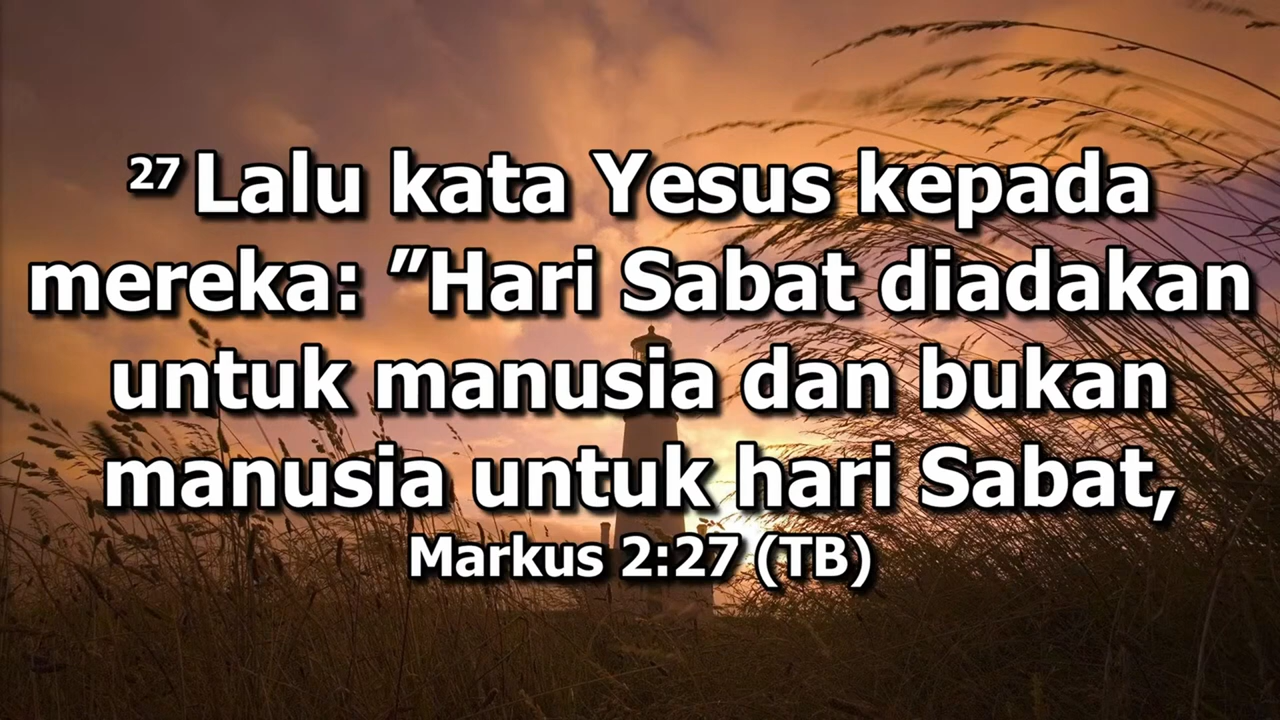 27 Lalu kata Yesus kepada
mereka: ”Hari Sabat diadakan
untuk manusia dan bukan
manusia untuk hari Sabat,
Markus 2:27 (TB)